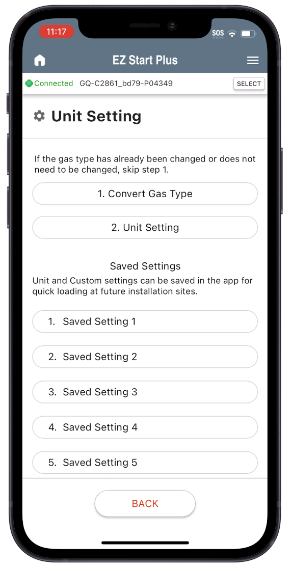 11:17
SOS
EZ Start Plus
Connected GQ-C2861_bd79-P04349 SELECT
Unit Setting
If the gas type has already been changed or does not
need to be changed, skip step 1.
1. Convert Gas Type
2. Unit Setting
Saved Settings
Unit and Custom settings can be saved in the app for
quick loading at future installation sites.
1. Saved Setting 1
2. Saved Setting 2
3. Saved Setting 3
4. Saved Setting 4
5. Saved Setting 5
BACK